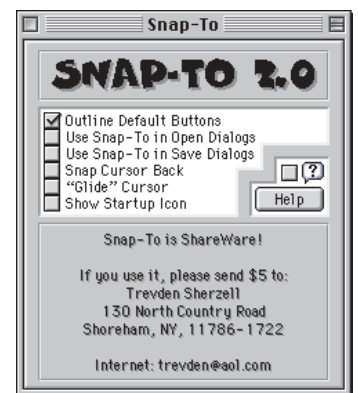 Snap-To
SNAP-TO 2.0
Outline Default Buttons
Use Snap-To in Open Dialogs
Use Snap-To in Save Dialogs
Snap Cursor Back
“Glide” Cursor
Show Startup Icon
?
Help
Snap-To is ShareWare!
If you use it, please send $5 to:
Trevden Sherzell
130 North Country Road
Shoreham, NY, 11786-1722
Internet: trevden@aol.com